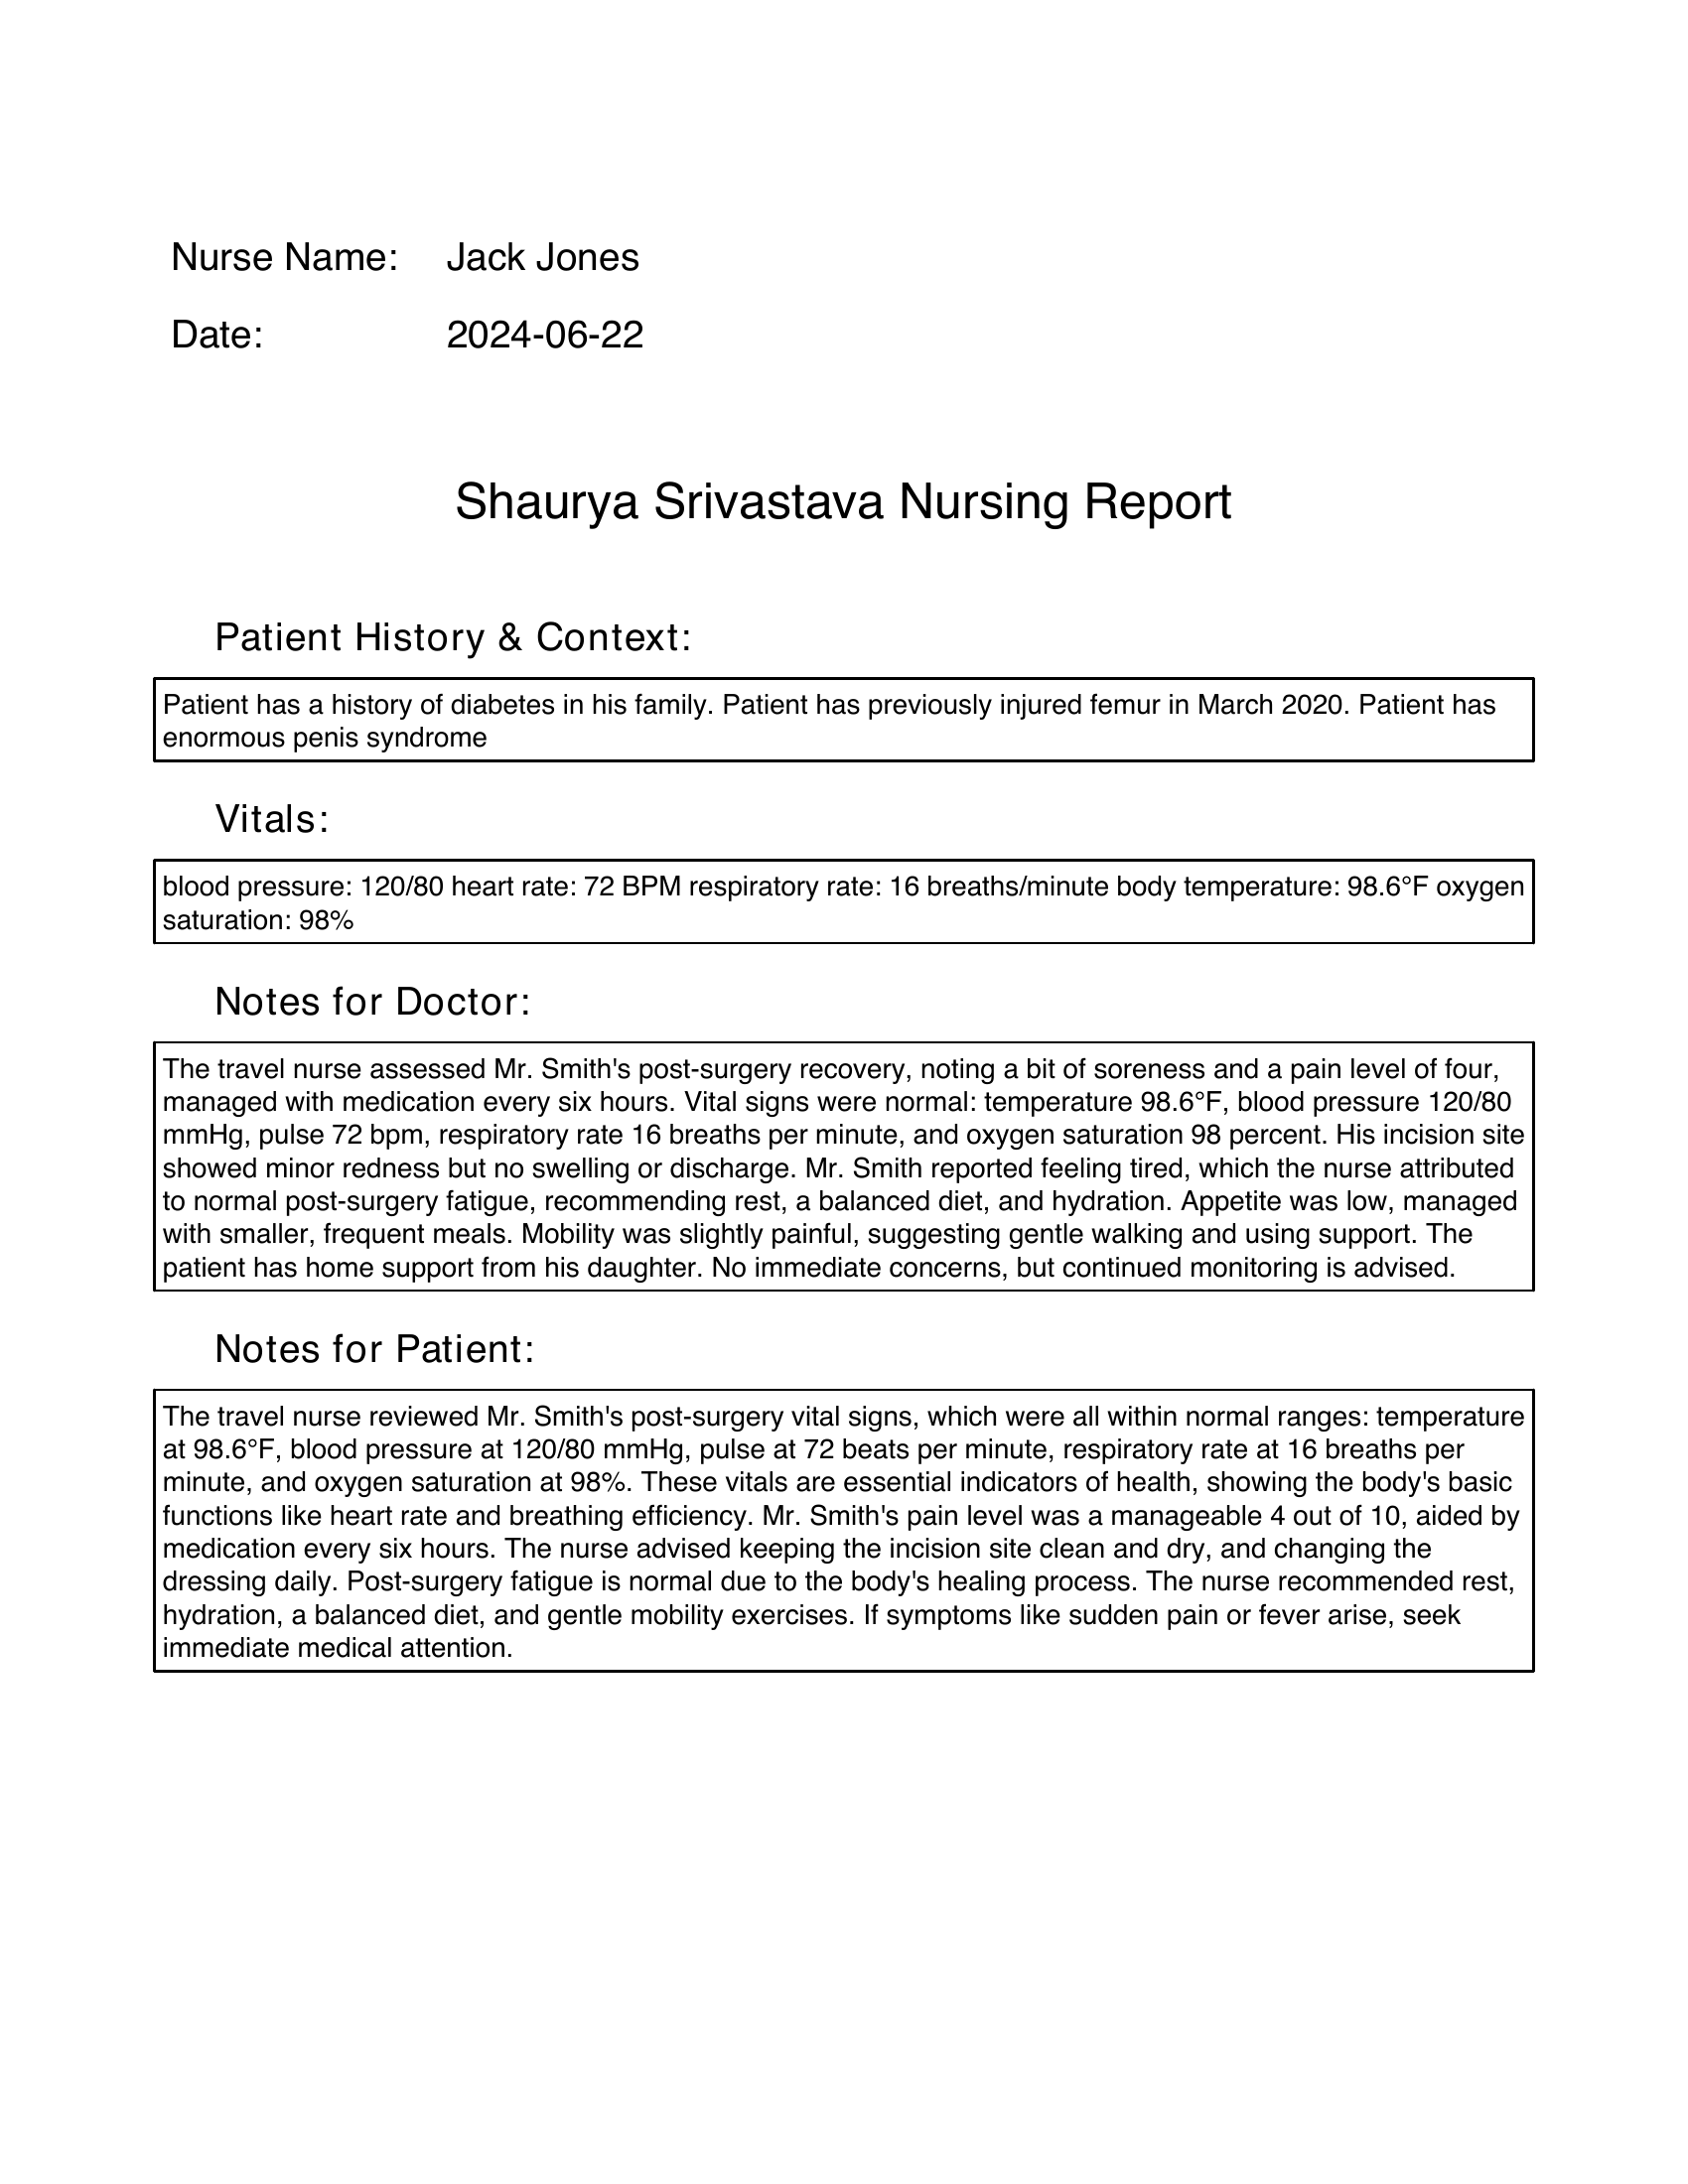 Nurse Name: Jack Jones
Date: 2024-06-22
Shaurya Srivastava Nursing Report
Patient History & Context:
Patient has a history of diabetes in his family. Patient has previously injured femur in March 2020. Patient has
enormous penis syndrome
Vitals:
blood pressure: 120/80 heart rate: 72 BPM respiratory rate: 16 breaths/minute body temperature: 98.6°F oxygen
saturation: 98%
Notes for Doctor:
The travel nurse assessed Mr. Smith's post-surgery recovery, noting a bit of soreness and a pain level of four,
managed with medication every six hours. Vital signs were normal: temperature 98.6°F, blood pressure 120/80
mmHg, pulse 72 bpm, respiratory rate 16 breaths per minute, and oxygen saturation 98 percent. His incision site
showed minor redness but no swelling or discharge. Mr. Smith reported feeling tired, which the nurse attributed
to normal post-surgery fatigue, recommending rest, a balanced diet, and hydration. Appetite was low, managed
with smaller, frequent meals. Mobility was slightly painful, suggesting gentle walking and using support. The
patient has home support from his daughter. No immediate concerns, but continued monitoring is advised.
Notes for Patient:
The travel nurse reviewed Mr. Smith's post-surgery vital signs, which were all within normal ranges: temperature
at 98.6°F, blood pressure at 120/80 mmHg, pulse at 72 beats per minute, respiratory rate at 16 breaths per
minute, and oxygen saturation at 98%. These vitals are essential indicators of health, showing the body's basic
functions like heart rate and breathing efficiency. Mr. Smith's pain level was a manageable 4 out of 10, aided by
medication every six hours. The nurse advised keeping the incision site clean and dry, and changing the
dressing daily. Post-surgery fatigue is normal due to the body's healing process. The nurse recommended rest,
hydration, a balanced diet, and gentle mobility exercises. If symptoms like sudden pain or fever arise, seek
immediate medical attention.